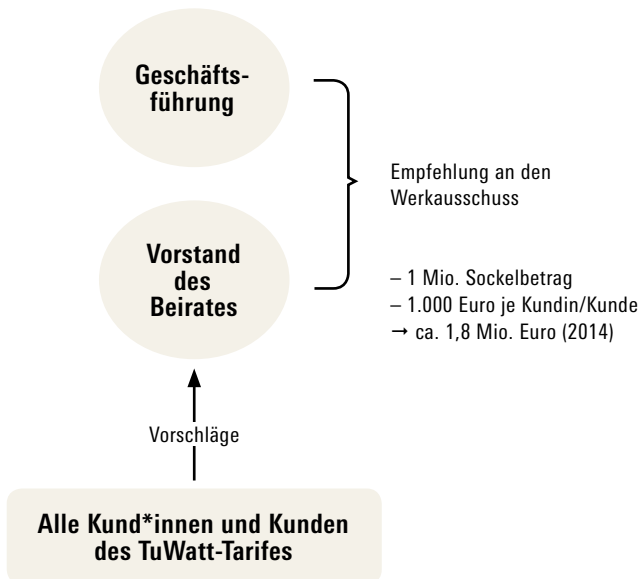 Geschäfts-
führung
Empfehlung an den
Werkausschuss
Vorstand
des
Beirates
– 1 Mio. Sockelbetrag
– 1.000 Euro je Kundin/Kunde
→ ca. 1,8 Mio. Euro (2014)
Vorschläge
Alle Kund*innen und Kunden
des TuWatt-Tarifes